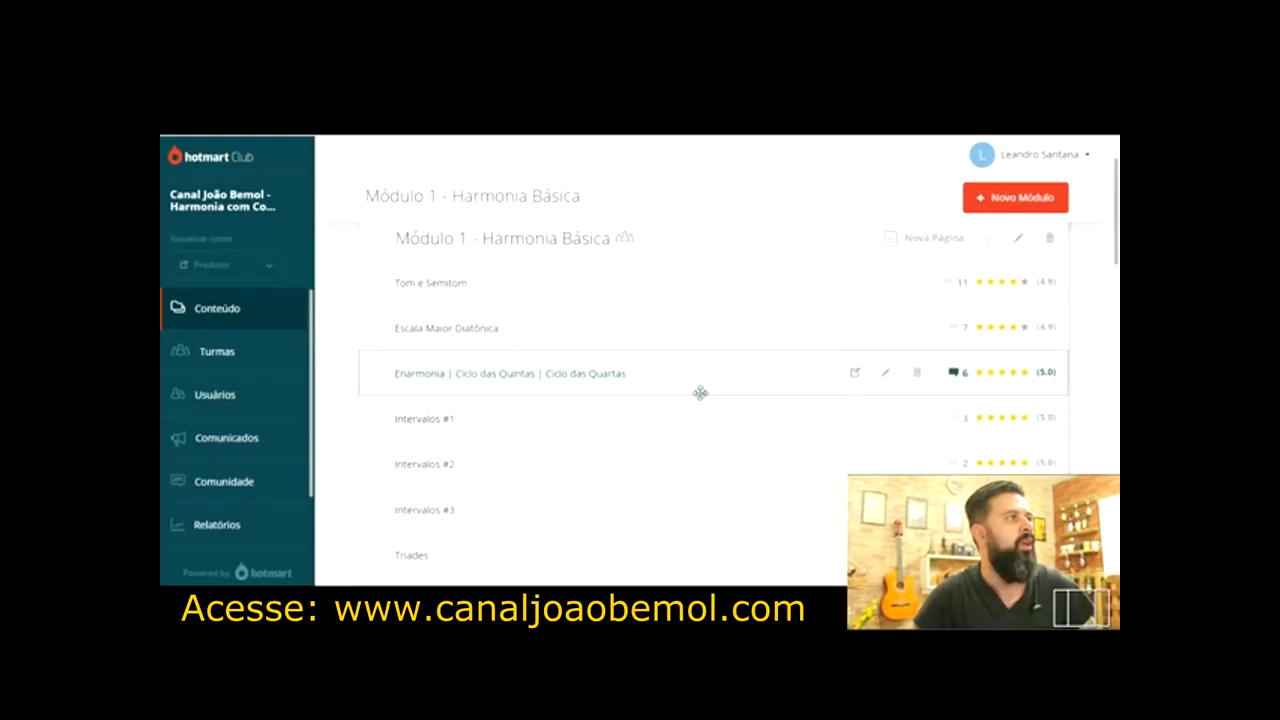 hotmart Club
Leandro Santana
Canal João Bemol -
Harmonia com Co...
Módulo 1 - Harmonia Básica
Novo Módulo
Visualizar como
Produtor
Módulo 1 - Harmonia Básica
Nova Página
Conteúdo
Turmas
Usuários
Comunicados
Comunidade
Relatórios
Powered by: hotmart
Tom e Semitom
11 (4.9)
Escala Maior Diatônica
7 (4.9)
Enarmonia | Ciclo das Quintas | Ciclo das Quartas
6 (5.0)
Intervalos #1
3 (5.0)
Intervalos #2
2 (5.0)
Intervalos #3
Tríades
Acesse: www.canaljoaobemol.com